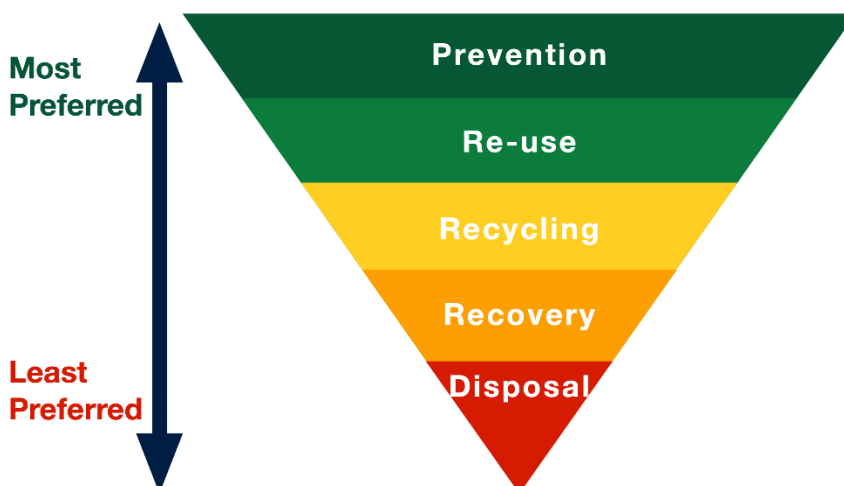 Most
Preferred
Prevention
Re-use
Recycling
Recovery
Least
Preferred
Disposal